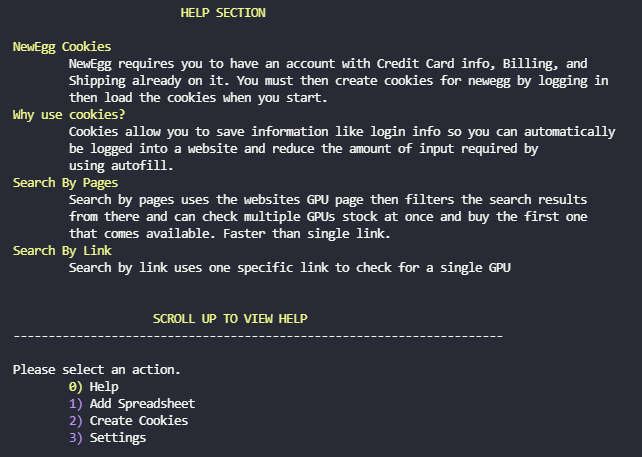 HELP SECTION
NewEgg Cookies
NewEgg requires you to have an account with Credit Card info, Billing, and
Shipping already on it. You must then create cookies for newegg by logging in
then load the cookies when you start.
Why use cookies?
Cookies allow you to save information like login info so you can automatically
be logged into a website and reduce the amount of input required by
using autofill.
Search By Pages
Search by pages uses the websites GPU page then filters the search results
from there and can check multiple GPUs stock at once and buy the first one
that comes available. Faster than single link.
Search By Link
Search by link uses one specific link to check for a single GPU
SCROLL UP TO VIEW HELP
----------------------------------------------------------------------
Please select an action.
0) Help
1) Add Spreadsheet
2) Create Cookies
3) Settings